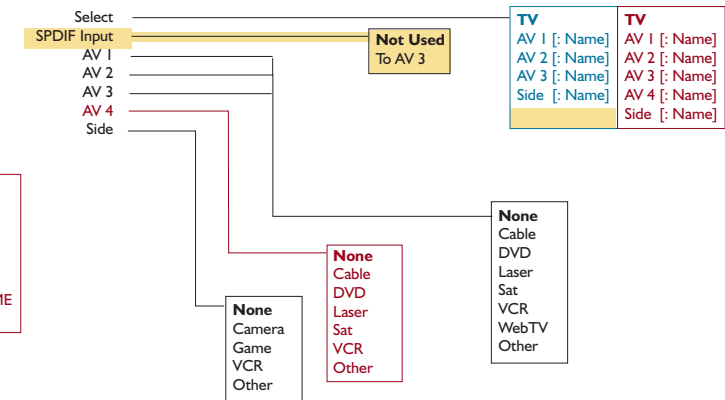 Select
SPDIF Input
AV 1
AV 2
AV 3
AV 4
Side
Not Used
To AV 3
TV
AV 1 [: Name]
AV 2 [: Name]
AV 3 [: Name]
Side [: Name]
TV
AV 1 [: Name]
AV 2 [: Name]
AV 3 [: Name]
AV 4 [: Name]
Side [: Name]
None
Camera
Game
VCR
Other
None
Cable
DVD
Laser
Sat
VCR
Other
None
Cable
DVD
Laser
Sat
VCR
WebTV
Other